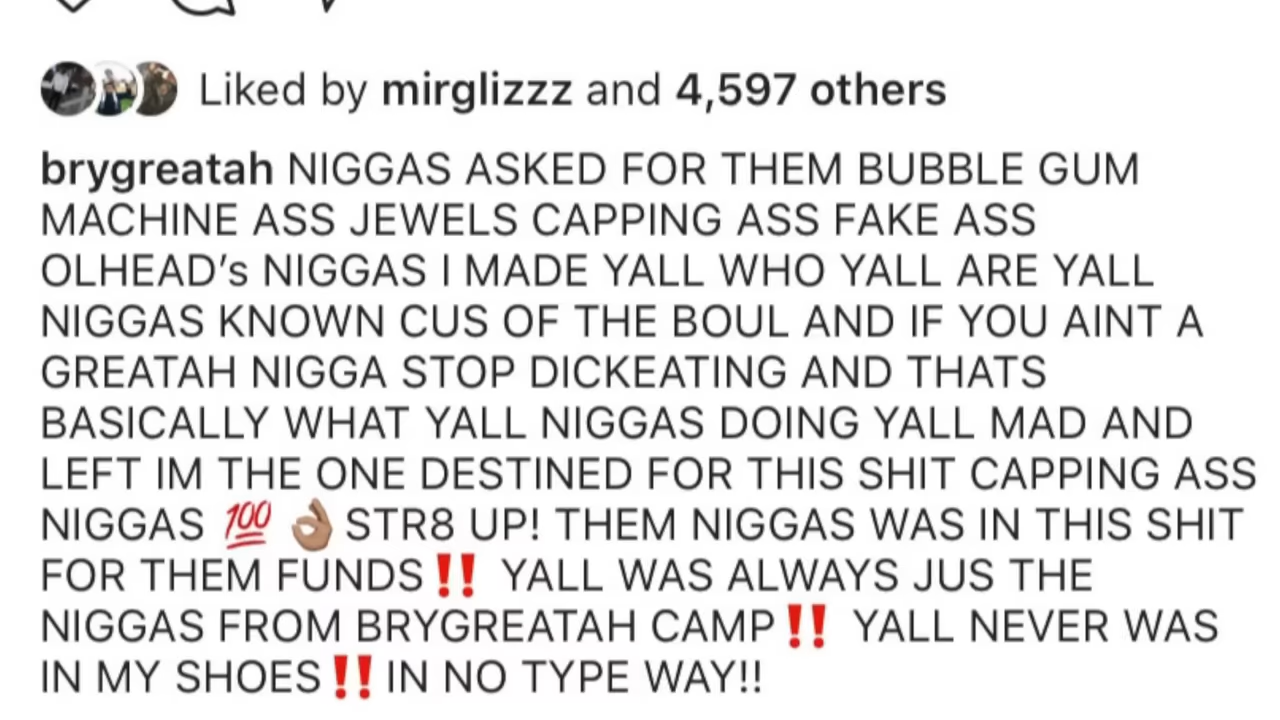 Liked by mirglizzz and 4,597 others
brygreatah NIGGAS ASKED FOR THEM BUBBLE GUM
MACHINE ASS JEWELS CAPPING ASS FAKE ASS
OLHEAD's NIGGAS I MADE YALL WHO YALL ARE YALL
NIGGAS KNOWN CUS OF THE BOUL AND IF YOU AINT A
GREATAH NIGGA STOP DICKEATING AND THATS
BASICALLY WHAT YALL NIGGAS DOING YALL MAD AND
LEFT IM THE ONE DESTINED FOR THIS SHIT CAPPING ASS
NIGGAS 💯 👌🏽 STR8 UP! THEM NIGGAS WAS IN THIS SHIT
FOR THEM FUNDS‼️ YALL WAS ALWAYS JUS THE
NIGGAS FROM BRYGREATAH CAMP‼️ YALL NEVER WAS
IN MY SHOES‼️IN NO TYPE WAY!!